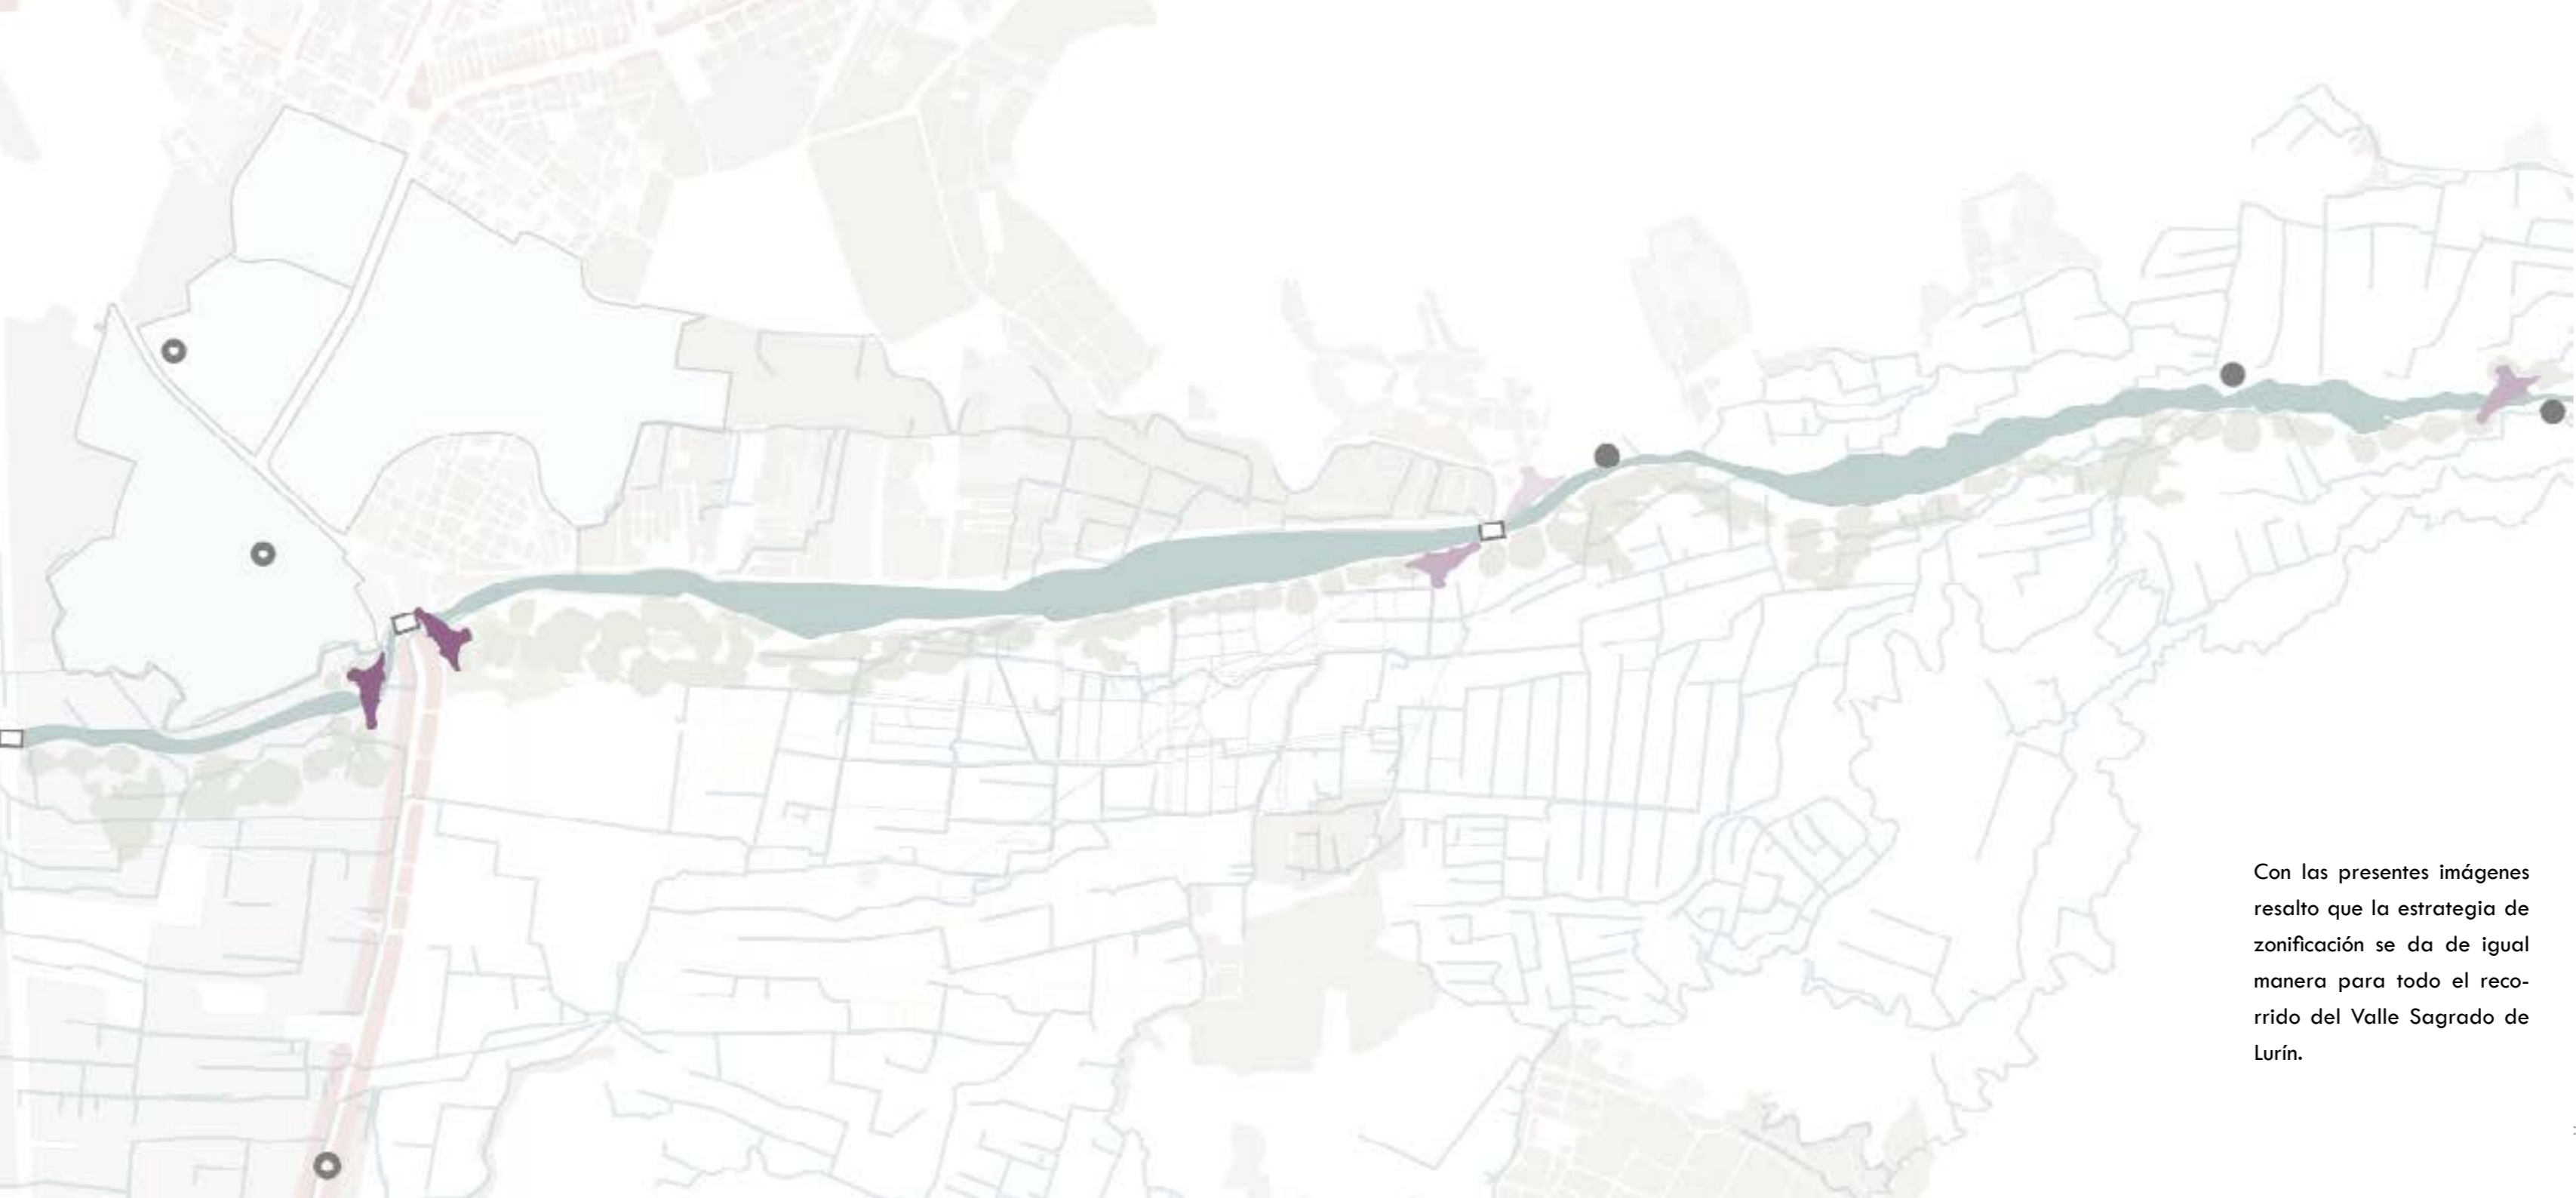 Con las presentes imágenes
resalto que la estrategia de
zonificación se da de igual
manera para todo el reco-
rrido del Valle Sagrado de
Lurín.